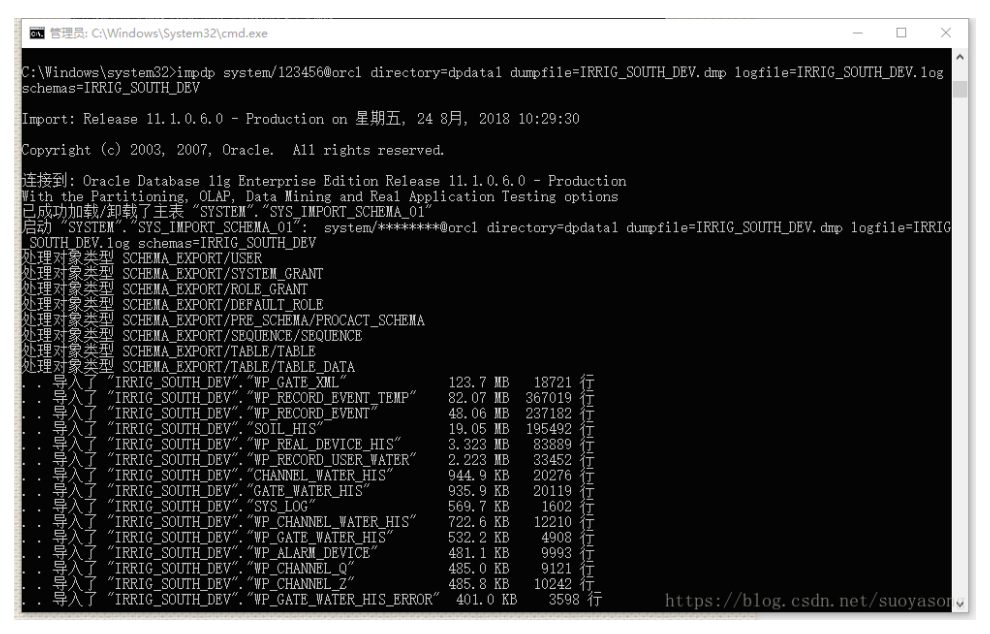 管理员: C:\Windows\System32\cmd.exe
C:\Windows\system32>impdp system/123456@orcl directory=dpdata1 dumpfile=IRRIG_SOUTH_DEV.dmp logfile=IRRIG_SOUTH_DEV.log
schemas=IRRIG_SOUTH_DEV
Import: Release 11.1.0.6.0 - Production on 星期五, 24 8月, 2018 10:29:30
Copyright (c) 2003, 2007, Oracle.  All rights reserved.
连接到: Oracle Database 11g Enterprise Edition Release 11.1.0.6.0 - Production
With the Partitioning, OLAP, Data Mining and Real Application Testing options
已成功加载/卸载了主表 "SYSTEM"."SYS_IMPORT_SCHEMA_01"
启动 "SYSTEM"."SYS_IMPORT_SCHEMA_01":  system/********@orcl directory=dpdata1 dumpfile=IRRIG_SOUTH_DEV.dmp logfile=IRRIG
_SOUTH_DEV.log schemas=IRRIG_SOUTH_DEV
处理对象类型 SCHEMA_EXPORT/USER
处理对象类型 SCHEMA_EXPORT/SYSTEM_GRANT
处理对象类型 SCHEMA_EXPORT/ROLE_GRANT
处理对象类型 SCHEMA_EXPORT/DEFAULT_ROLE
处理对象类型 SCHEMA_EXPORT/PRE_SCHEMA/PROCACT_SCHEMA
处理对象类型 SCHEMA_EXPORT/SEQUENCE/SEQUENCE
处理对象类型 SCHEMA_EXPORT/TABLE/TABLE
处理对象类型 SCHEMA_EXPORT/TABLE/TABLE_DATA
. . 导入了 "IRRIG_SOUTH_DEV"."WP_GATE_XML" 123.7 MB 18721 行
. . 导入了 "IRRIG_SOUTH_DEV"."WP_RECORD_EVENT_TEMP" 82.07 MB 367019 行
. . 导入了 "IRRIG_SOUTH_DEV"."WP_RECORD_EVENT" 48.06 MB 237182 行
. . 导入了 "IRRIG_SOUTH_DEV"."SOIL_HIS" 19.05 MB 195492 行
. . 导入了 "IRRIG_SOUTH_DEV"."WP_REAL_DEVICE_HIS" 3.323 MB 83889 行
. . 导入了 "IRRIG_SOUTH_DEV"."WP_RECORD_USER_WATER" 2.223 MB 33452 行
. . 导入了 "IRRIG_SOUTH_DEV"."CHANNEL_WATER_HIS" 944.9 KB 20276 行
. . 导入了 "IRRIG_SOUTH_DEV"."GATE_WATER_HIS" 935.9 KB 20119 行
. . 导入了 "IRRIG_SOUTH_DEV"."SYS_LOG" 569.7 KB 1602 行
. . 导入了 "IRRIG_SOUTH_DEV"."WP_CHANNEL_WATER_HIS" 722.6 KB 12210 行
. . 导入了 "IRRIG_SOUTH_DEV"."WP_GATE_WATER_HIS" 532.2 KB 4908 行
. . 导入了 "IRRIG_SOUTH_DEV"."WP_ALARM_DEVICE" 481.1 KB 9993 行
. . 导入了 "IRRIG_SOUTH_DEV"."WP_CHANNEL_Q" 485.0 KB 9121 行
. . 导入了 "IRRIG_SOUTH_DEV"."WP_CHANNEL_Z" 485.8 KB 10242 行
. . 导入了 "IRRIG_SOUTH_DEV"."WP_GATE_WATER_HIS_ERROR" 401.0 KB 3598 行
https://blog.csdn.net/suoyasong